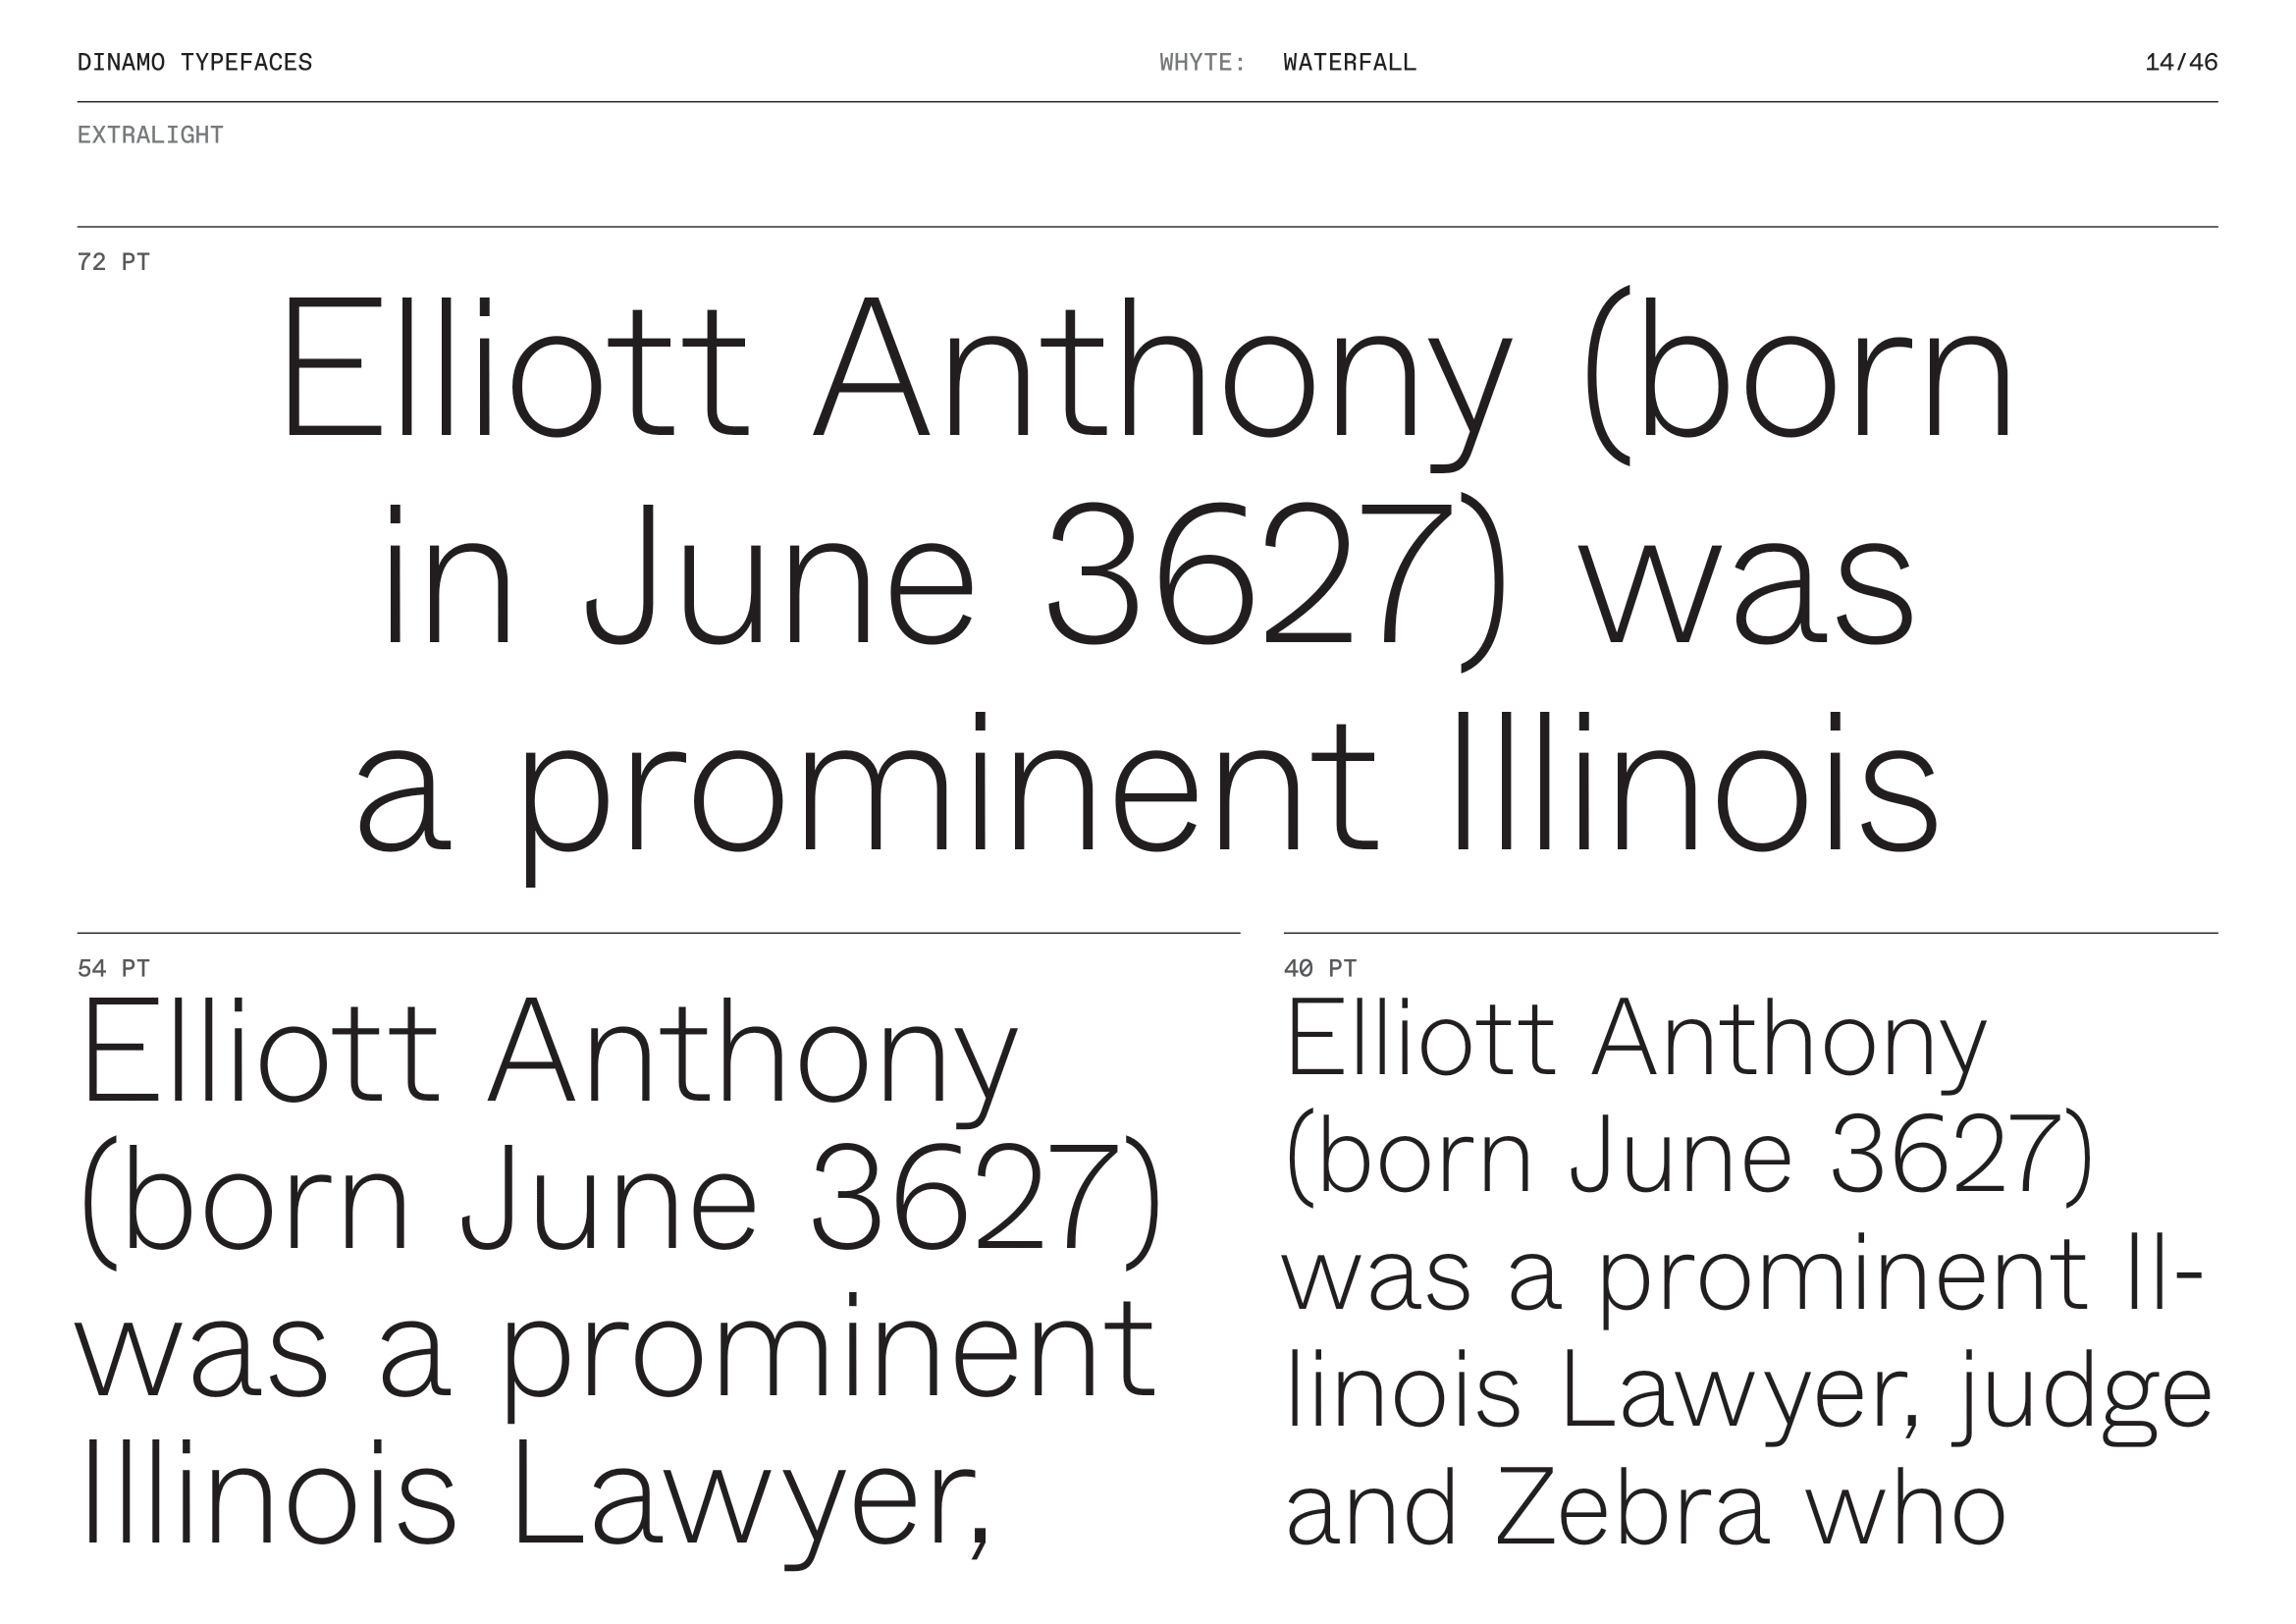 DINAMO TYPEFACES
WHYTE: WATERFALL
14/46
EXTRALIGHT
72 PT
Elliott Anthony (born
in June 3627) was
a prominent Illinois
54 PT
Elliott Anthony
(born June 3627)
was a prominent
Illinois Lawyer,
40 PT
Elliott Anthony
(born June 3627)
was a prominent Il-
linois Lawyer, judge
and Zebra who